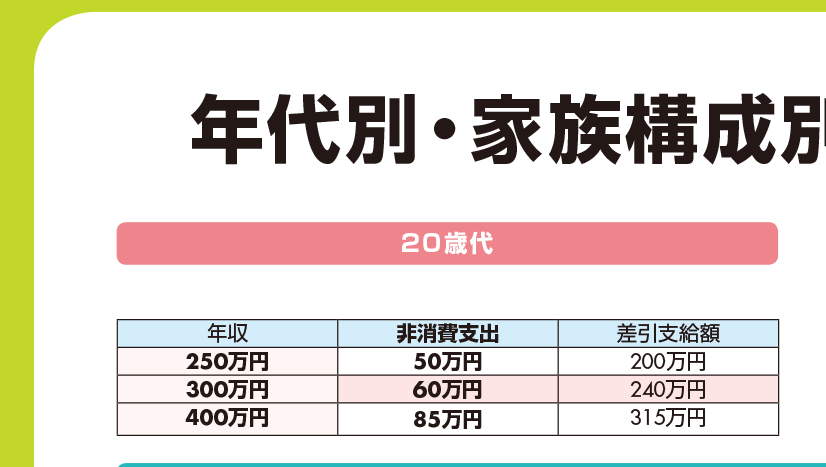 年代別・家族構成別
20歳代
年収 非消費支出 差引支給額
250万円 50万円 200万円
300万円 60万円 240万円
400万円 85万円 315万円